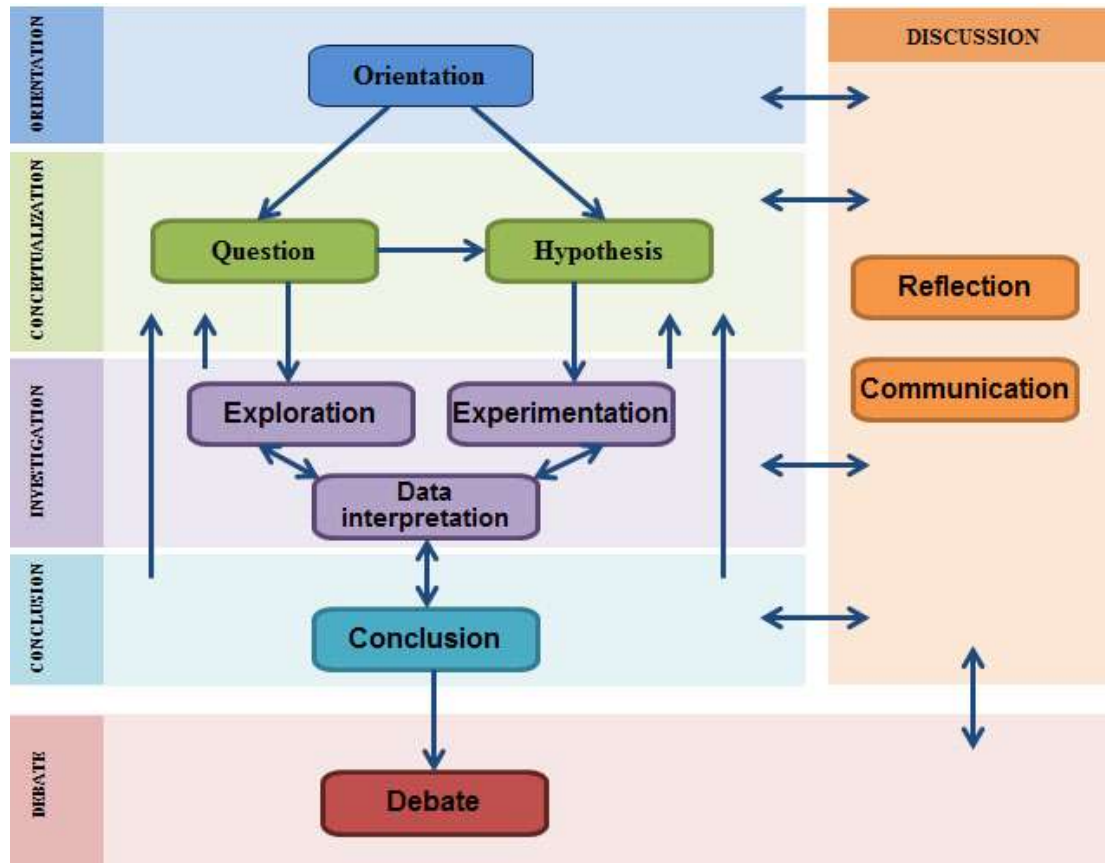 ORIENTATION
Orientation
CONCEPTUALIZATION
Question
Hypothesis
INVESTIGATION
Exploration
Experimentation
Data
interpretation
CONCLUSION
Conclusion
DEBATE
Debate
DISCUSSION
Reflection
Communication